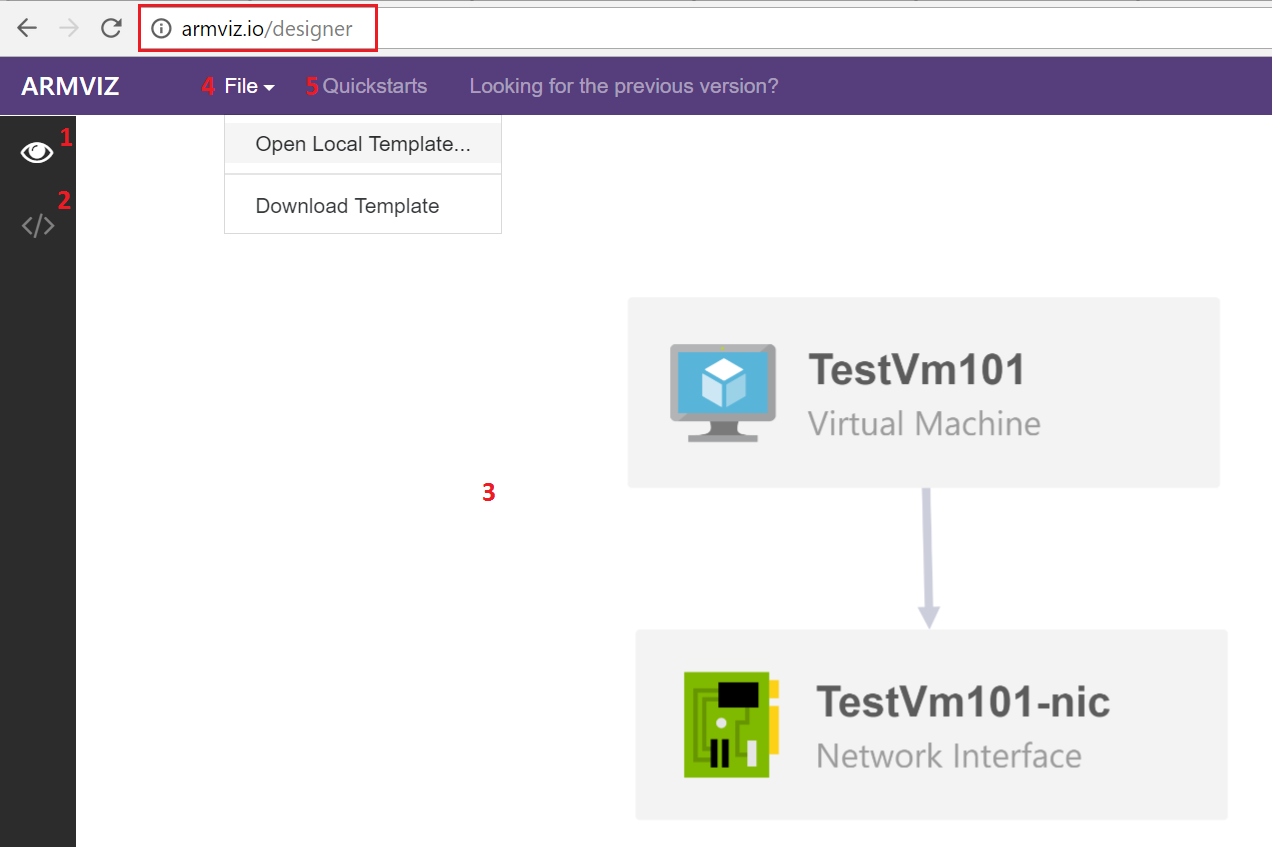 armviz.io/designer
ARMVIZ 4 File 5 Quickstarts Looking for the previous version?
1
Open Local Template...
2
Download Template
TestVm101
Virtual Machine
3
TestVm101-nic
Network Interface